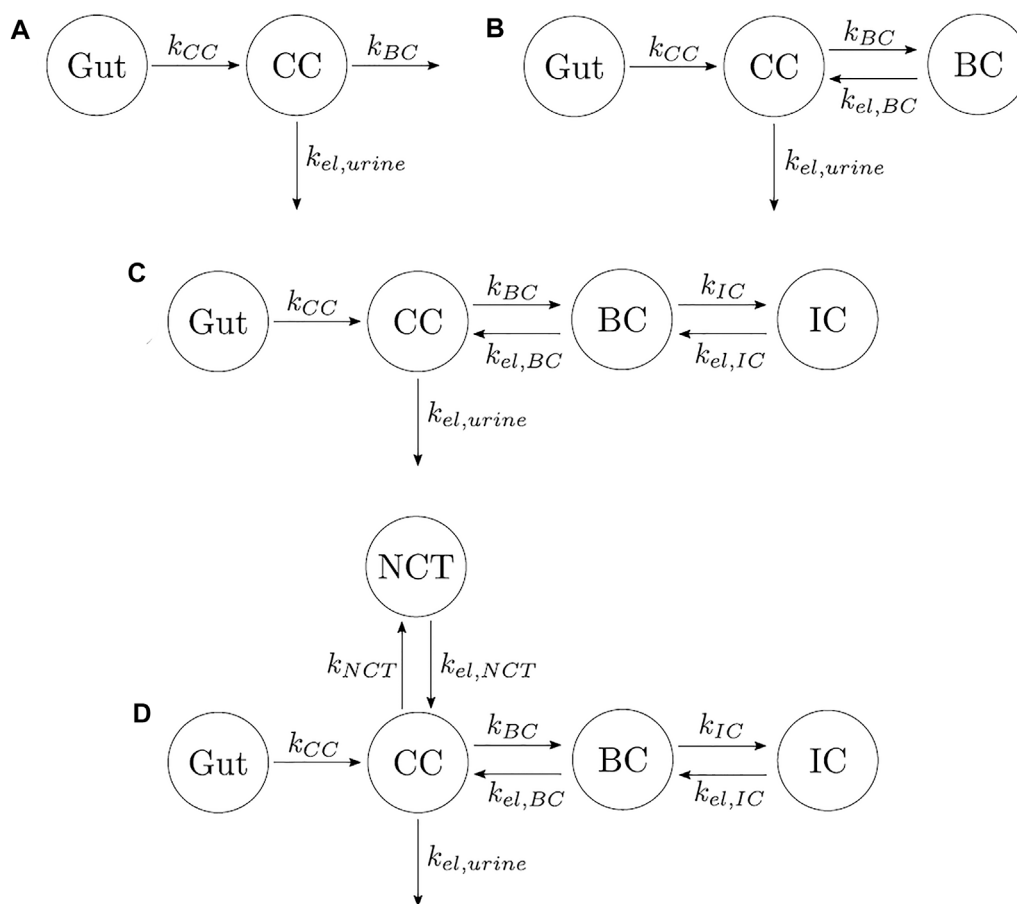 A
Gut
k_CC
CC
k_BC
k_el,urine
B
Gut
k_CC
CC
k_BC
k_el,BC
BC
k_el,urine
C
Gut
k_CC
CC
k_BC
k_el,BC
BC
k_IC
k_el,IC
IC
k_el,urine
NCT
k_NCT
k_el,NCT
D
Gut
k_CC
CC
k_BC
k_el,BC
BC
k_IC
k_el,IC
IC
k_el,urine